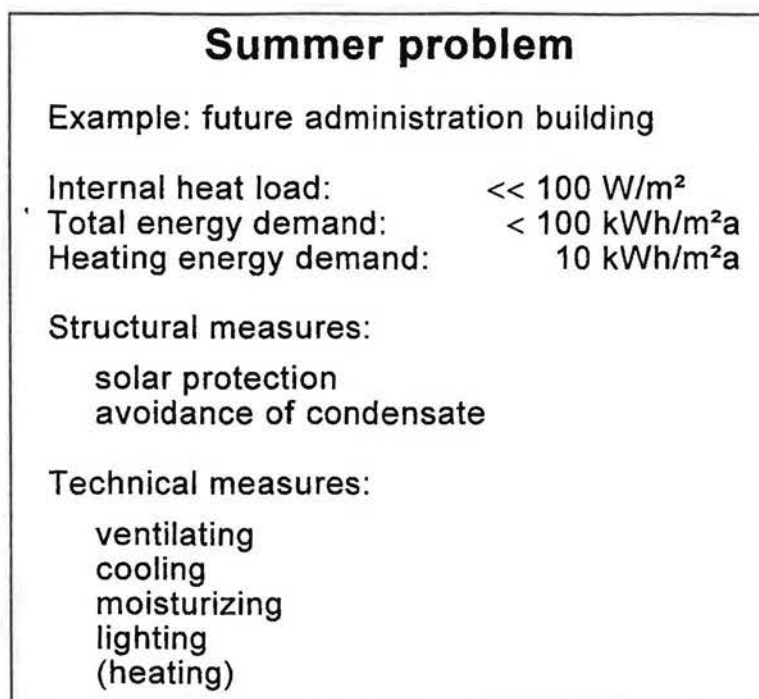 Summer problem
Example: future administration building
Internal heat load: << 100 W/m²
Total energy demand: < 100 kWh/m²a
Heating energy demand: 10 kWh/m²a
Structural measures:
solar protection
avoidance of condensate
Technical measures:
ventilating
cooling
moisturizing
lighting
(heating)